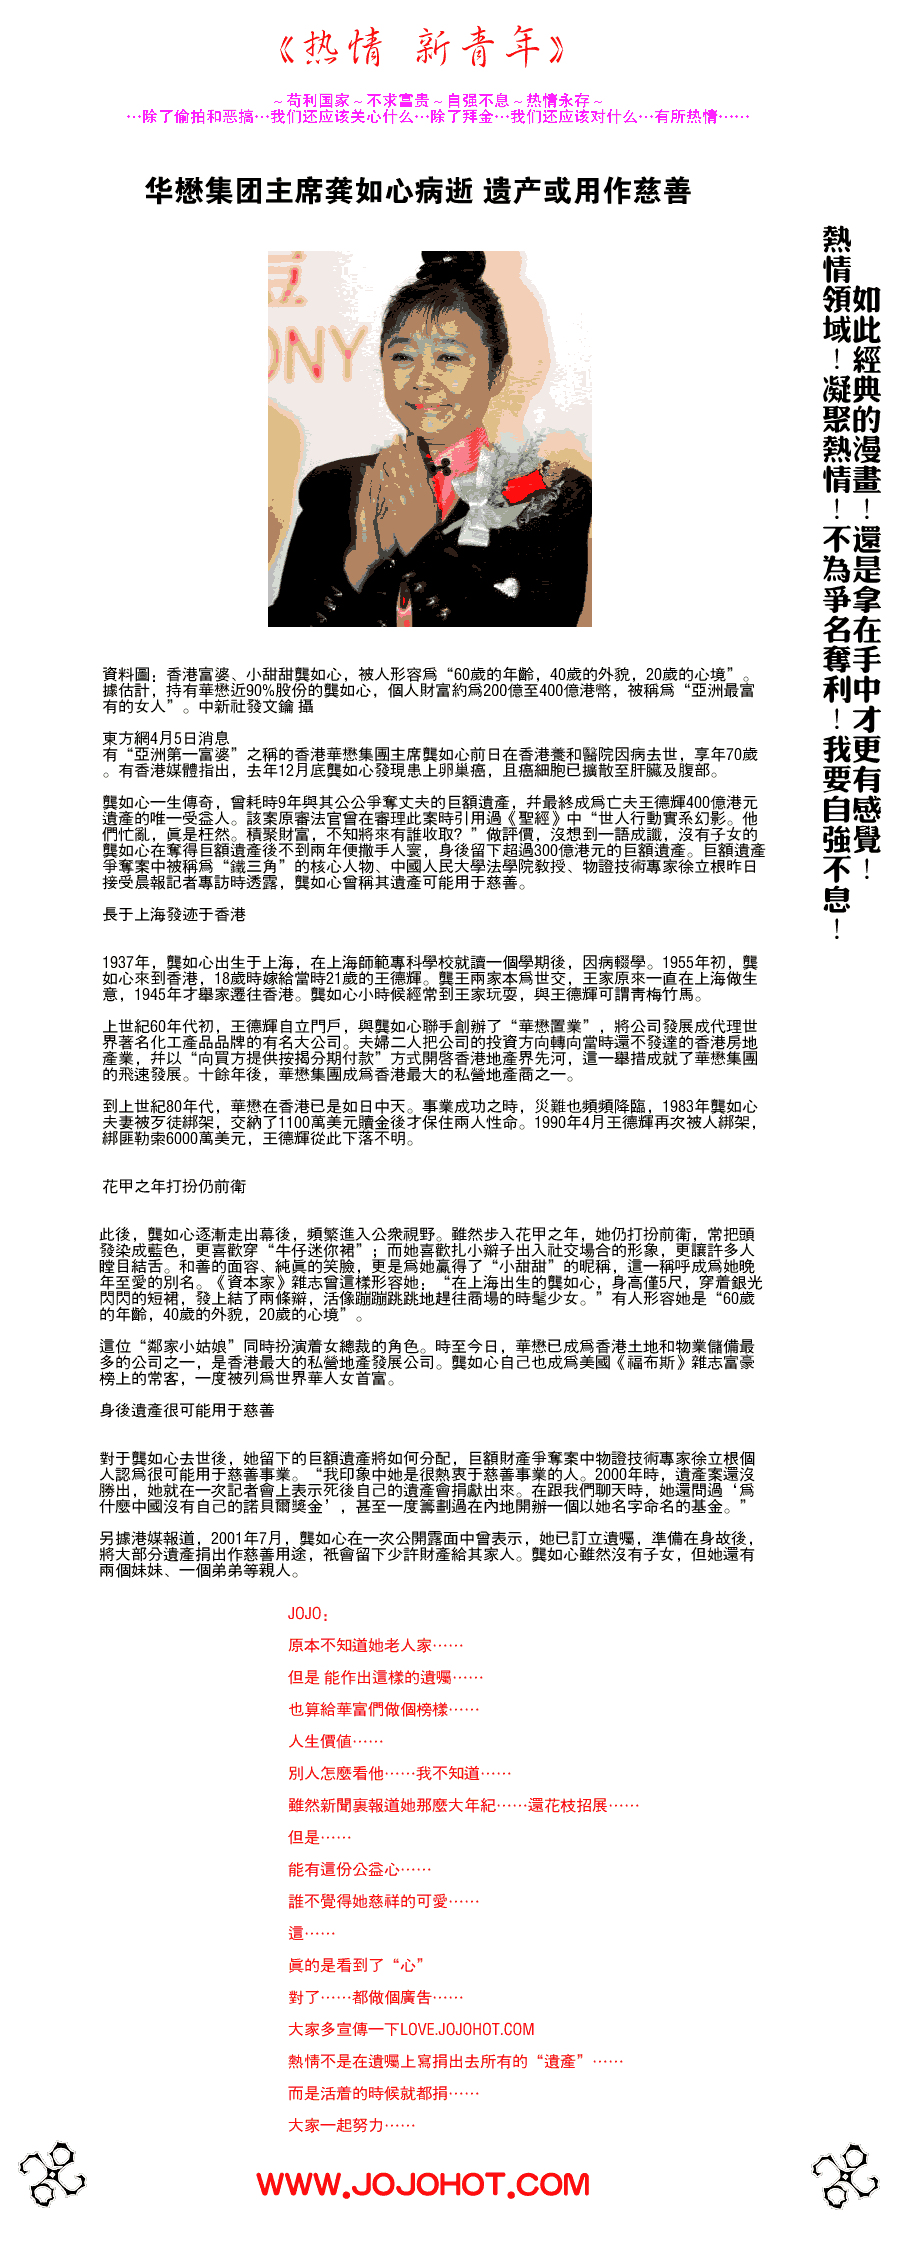 《热情 新青年》
～苟利国家～不求富贵～自强不息～热情永存～
…除了偷拍和恶搞…我们还应该关心什么…除了拜金…我们还应该对什么…有所热情……
华懋集团主席龚如心病逝 遗产或用作慈善
ONY
如此經典的漫畫！還是拿在手中才更有感覺！
熱情領域！凝聚熱情！不為爭名奪利！我要自強不息！
資料圖：香港富婆、小甜甜龔如心，被人形容爲“60歲的年齡，40歲的外貌，20歲的心境”。
據估計，持有華懋近90%股份的龔如心，個人財富約爲200億至400億港幣，被稱爲“亞洲最富
有的女人”。中新社發文鑰 攝
東方網4月5日消息
有“亞洲第一富婆”之稱的香港華懋集團主席龔如心前日在香港養和醫院因病去世，享年70歲
。有香港媒體指出，去年12月底龔如心發現患上卵巢癌，且癌細胞已擴散至肝臟及腹部。
龔如心一生傳奇，曾耗時9年與其公公爭奪丈夫的巨額遺產，幷最終成爲亡夫王德輝400億港元
遺產的唯一受益人。該案原審法官曾在審理此案時引用過《聖經》中“世人行動實系幻影。他
們忙亂，眞是枉然。積聚財富，不知將來有誰收取？”做評價，沒想到一語成讖，沒有子女的
龔如心在奪得巨額遺產後不到兩年便撒手人寰，身後留下超過300億港元的巨額遺產。巨額遺產
爭奪案中被稱爲“鐵三角”的核心人物、中國人民大學法學院敎授、物證技術專家徐立根昨日
接受晨報記者專訪時透露，龔如心曾稱其遺產可能用于慈善。
長于上海發迹于香港
1937年，龔如心出生于上海，在上海師範專科學校就讀一個學期後，因病輟學。1955年初，龔
如心來到香港，18歲時嫁給當時21歲的王德輝。龔王兩家本爲世交，王家原來一直在上海做生
意，1945年才舉家遷往香港。龔如心小時候經常到王家玩耍，與王德輝可謂靑梅竹馬。
上世紀60年代初，王德輝自立門戶，與龔如心聯手創辦了“華懋置業”，將公司發展成代理世
界著名化工產品品牌的有名大公司。夫婦二人把公司的投資方向轉向當時還不發達的香港房地
產業，幷以“向買方提供按揭分期付款”方式開啓香港地產界先河，這一舉措成就了華懋集團
的飛速發展。十餘年後，華懋集團成爲香港最大的私營地產商之一。
到上世紀80年代，華懋在香港已是如日中天。事業成功之時，災難也頻頻降臨，1983年龔如心
夫妻被歹徒綁架，交納了1100萬美元贖金後才保住兩人性命。1990年4月王德輝再次被人綁架，
綁匪勒索6000萬美元，王德輝從此下落不明。
花甲之年打扮仍前衛
此後，龔如心逐漸走出幕後，頻繁進入公衆視野。雖然步入花甲之年，她仍打扮前衛，常把頭
發染成藍色，更喜歡穿“牛仔迷你裙”；而她喜歡扎小辮子出入社交場合的形象，更讓許多人
瞠目結舌。和善的面容、純眞的笑臉，更是爲她贏得了“小甜甜”的昵稱，這一稱呼成爲她晚
年至愛的別名。《資本家》雜志曾這樣形容她：“在上海出生的龔如心，身高僅5尺，穿着銀光
閃閃的短裙，發上結了兩條辮，活像蹦蹦跳跳地趕往商場的時髦少女。”有人形容她是“60歲
的年齡，40歲的外貌，20歲的心境”。
這位“鄰家小姑娘”同時扮演着女總裁的角色。時至今日，華懋已成爲香港土地和物業儲備最
多的公司之一，是香港最大的私營地產發展公司。龔如心自己也成爲美國《福布斯》雜志富豪
榜上的常客，一度被列爲世界華人女首富。
身後遺產很可能用于慈善
對于龔如心去世後，她留下的巨額遺產將如何分配，巨額財產爭奪案中物證技術專家徐立根個
人認爲很可能用于慈善事業。“我印象中她是很熱衷于慈善事業的人。2000年時，遺產案還沒
勝出，她就在一次記者會上表示死後自己的遺產會捐獻出來。在跟我們聊天時，她還問過‘爲
什麼中國沒有自己的諾貝爾獎金’，甚至一度籌劃過在內地開辦一個以她名字命名的基金。”
另據港媒報道，2001年7月，龔如心在一次公開露面中曾表示，她已訂立遺囑，準備在身故後，
將大部分遺產捐出作慈善用途，衹會留下少許財產給其家人。龔如心雖然沒有子女，但她還有
兩個妹妹、一個弟弟等親人。
JOJO：
原本不知道她老人家……
但是 能作出這樣的遺囑……
也算給華富們做個榜樣……
人生價值……
別人怎麼看他……我不知道……
雖然新聞裏報道她那麼大年紀……還花枝招展……
但是……
能有這份公益心……
誰不覺得她慈祥的可愛……
這……
眞的是看到了“心”
對了……都做個廣告……
大家多宣傳一下LOVE.JOJOHOT.COM
熱情不是在遺囑上寫捐出去所有的“遺產”……
而是活着的時候就都捐……
大家一起努力……
WWW.JOJOHOT.COM